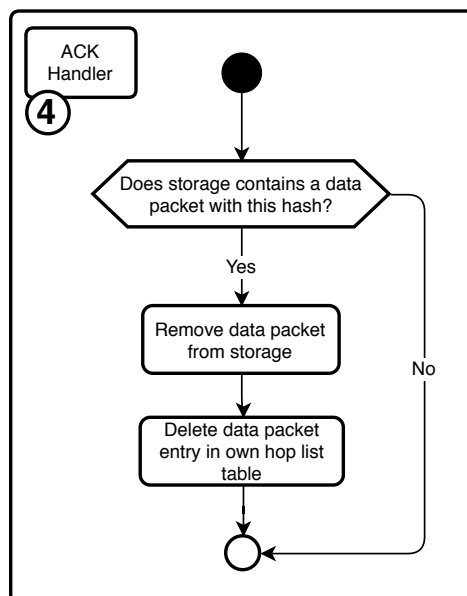 ACK
Handler
4
Does storage contains a data
packet with this hash?
Yes
Remove data packet
from storage
No
Delete data packet
entry in own hop list
table